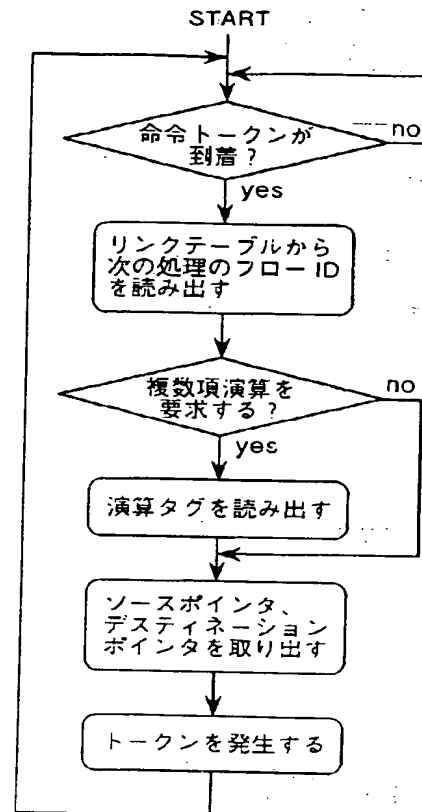 START
命令トークンが
到着?
no
yes
リンクテーブルから
次の処理のフローID
を読み出す
複数項演算を
要求する?
no
yes
演算タグを読み出す
ソースポインタ、
デスティネーション
ポインタを取り出す
トークンを発生する